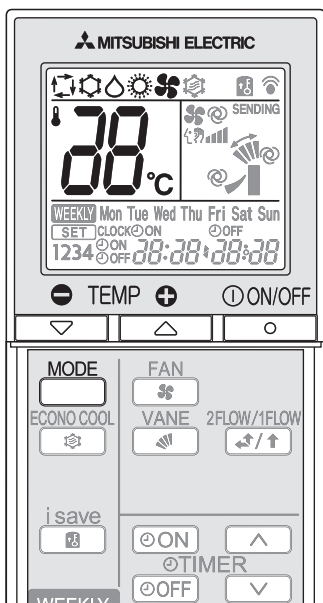 MITSUBISHI ELECTRIC
SENDING
88°C
WEEKLY Mon Tue Wed Thu Fri Sat Sun
SET CLOCK ON OFF
1234 ON OFF 88:88 88:88
TEMP ON/OFF
MODE FAN
ECONO COOL VANE 2FLOW/1FLOW
i save
ON
TIMER
OFF
WEEKLY